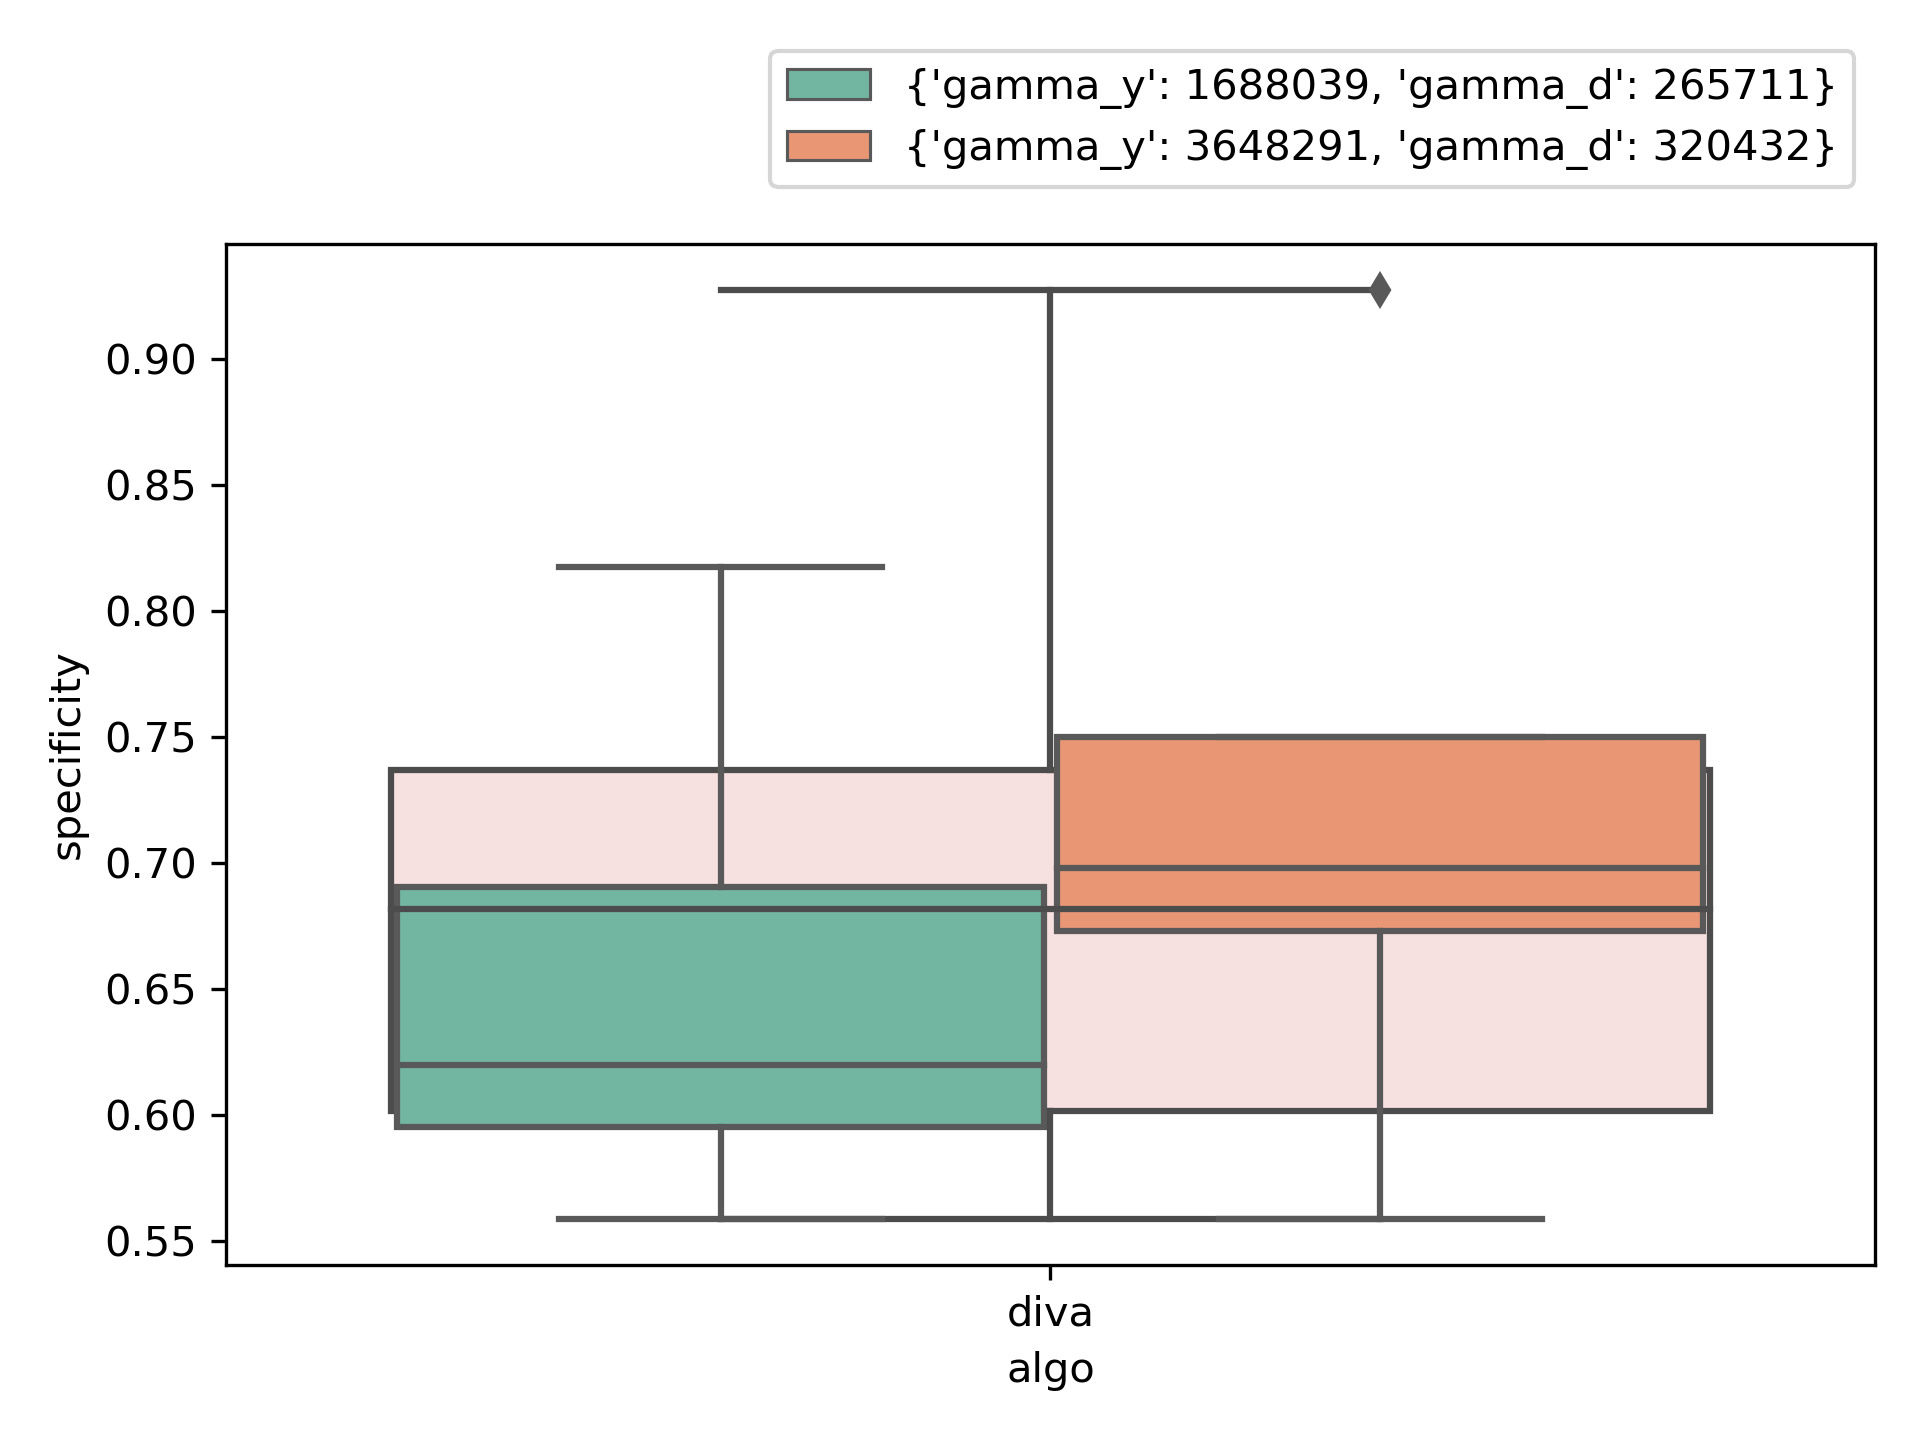 {'gamma_y': 1688039, 'gamma_d': 265711}
{'gamma_y': 3648291, 'gamma_d': 320432}
0.90
0.85
0.80
0.75
0.70
0.65
0.60
0.55
specificity
diva
algo